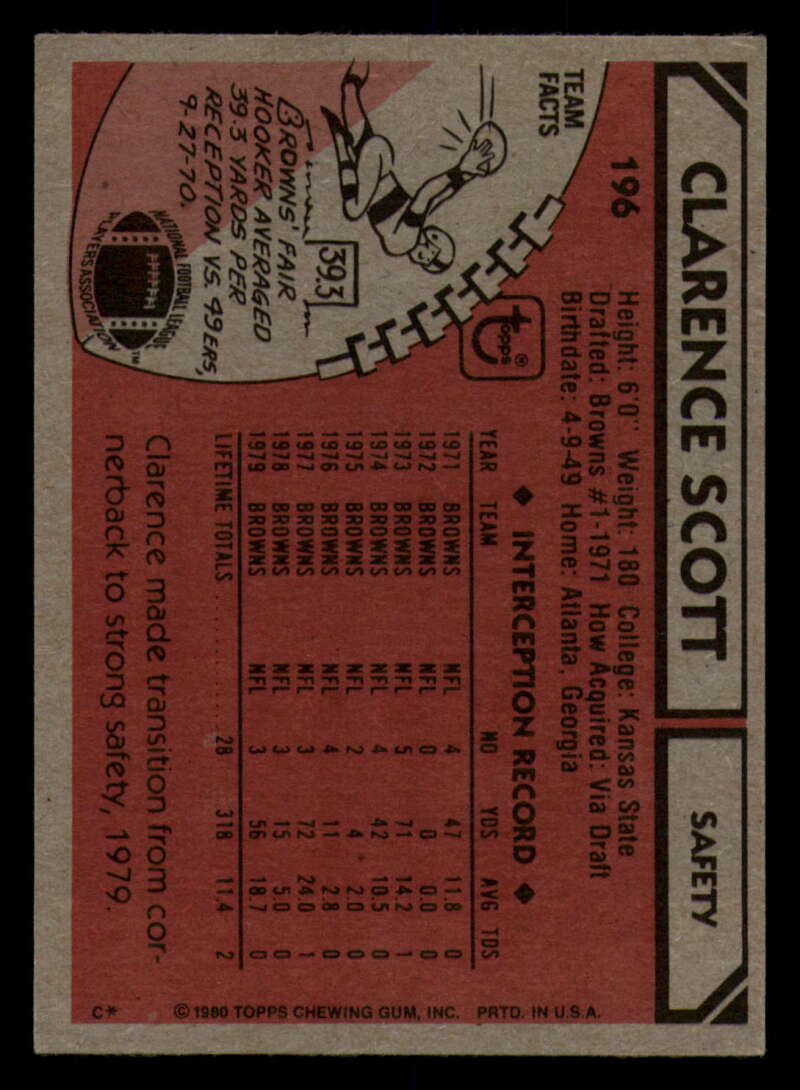 CLARENCE SCOTT
SAFETY
196
Height: 6'0" Weight: 180 College: Kansas State
Drafted: Browns #1-1971 How Acquired: Via Draft
Birthdate: 4-9-49 Home: Atlanta, Georgia
TEAM
FACTS
39.3
BROWNS' FAIR
HOOKER AVERAGED
39.3 YARDS PER
RECEPTION VS. 49ERS,
9-27-70.
topps®
NATIONAL FOOTBALL LEAGUE
PLAYERS ASSOCIATION
™
◆ INTERCEPTION RECORD ◆
YEAR TEAM NO YDS AVG TDS
1971 BROWNS NFL 4 47 11.8 0
1972 BROWNS NFL 0 0 0.0 0
1973 BROWNS NFL 5 71 14.2 1
1974 BROWNS NFL 4 42 10.5 0
1975 BROWNS NFL 2 4 2.0 0
1976 BROWNS NFL 4 11 2.8 0
1977 BROWNS NFL 3 72 24.0 1
1978 BROWNS NFL 3 15 5.0 0
1979 BROWNS NFL 3 56 18.7 0
LIFETIME TOTALS 28 318 11.4 2
Clarence made transition from cor-
nerback to strong safety, 1979.
C* © 1980 TOPPS CHEWING GUM, INC. PRTD. IN U.S.A.